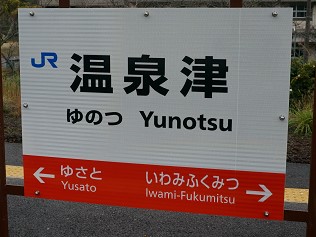 JR
温泉津
ゆのつ Yunotsu
← ゆさと いわみふくみつ →
Yusato Iwami-Fukumitsu